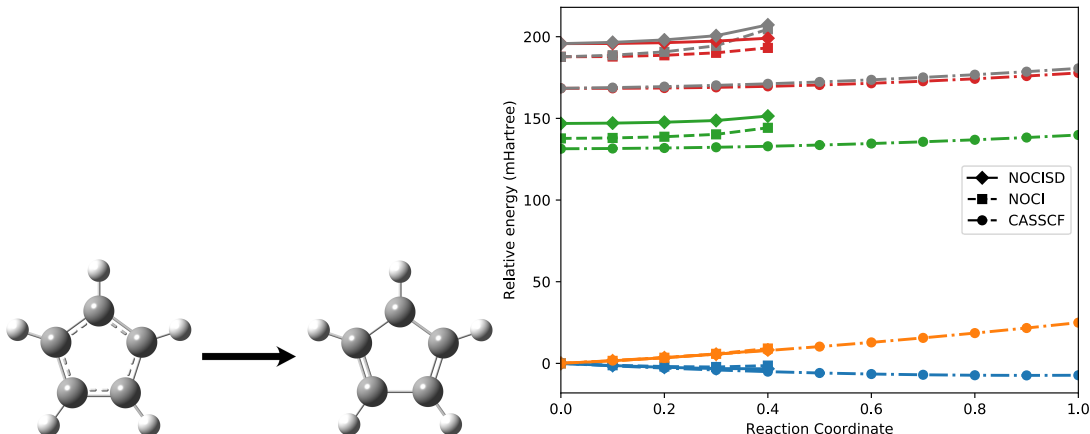 200
150
100
50
0
Relative energy (mHartree)
NOCISD
NOCI
CASSCF
0.0 0.2 0.4 0.6 0.8 1.0
Reaction Coordinate